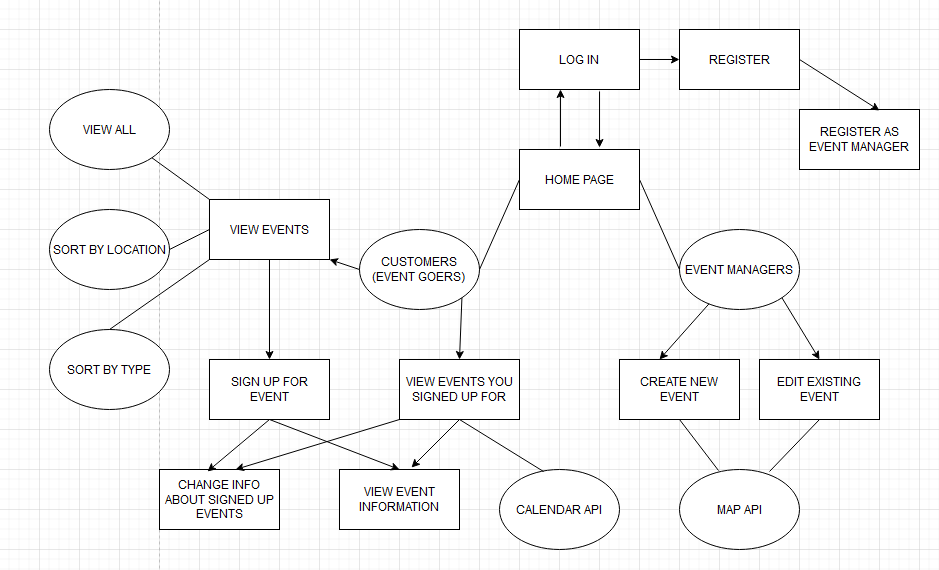 LOG IN
REGISTER
VIEW ALL
REGISTER AS
EVENT MANAGER
HOME PAGE
VIEW EVENTS
SORT BY LOCATION
CUSTOMERS
(EVENT GOERS)
EVENT MANAGERS
SORT BY TYPE
SIGN UP FOR
EVENT
VIEW EVENTS YOU
SIGNED UP FOR
CREATE NEW
EVENT
EDIT EXISTING
EVENT
CHANGE INFO
ABOUT SIGNED UP
EVENTS
VIEW EVENT
INFORMATION
CALENDAR API
MAP API